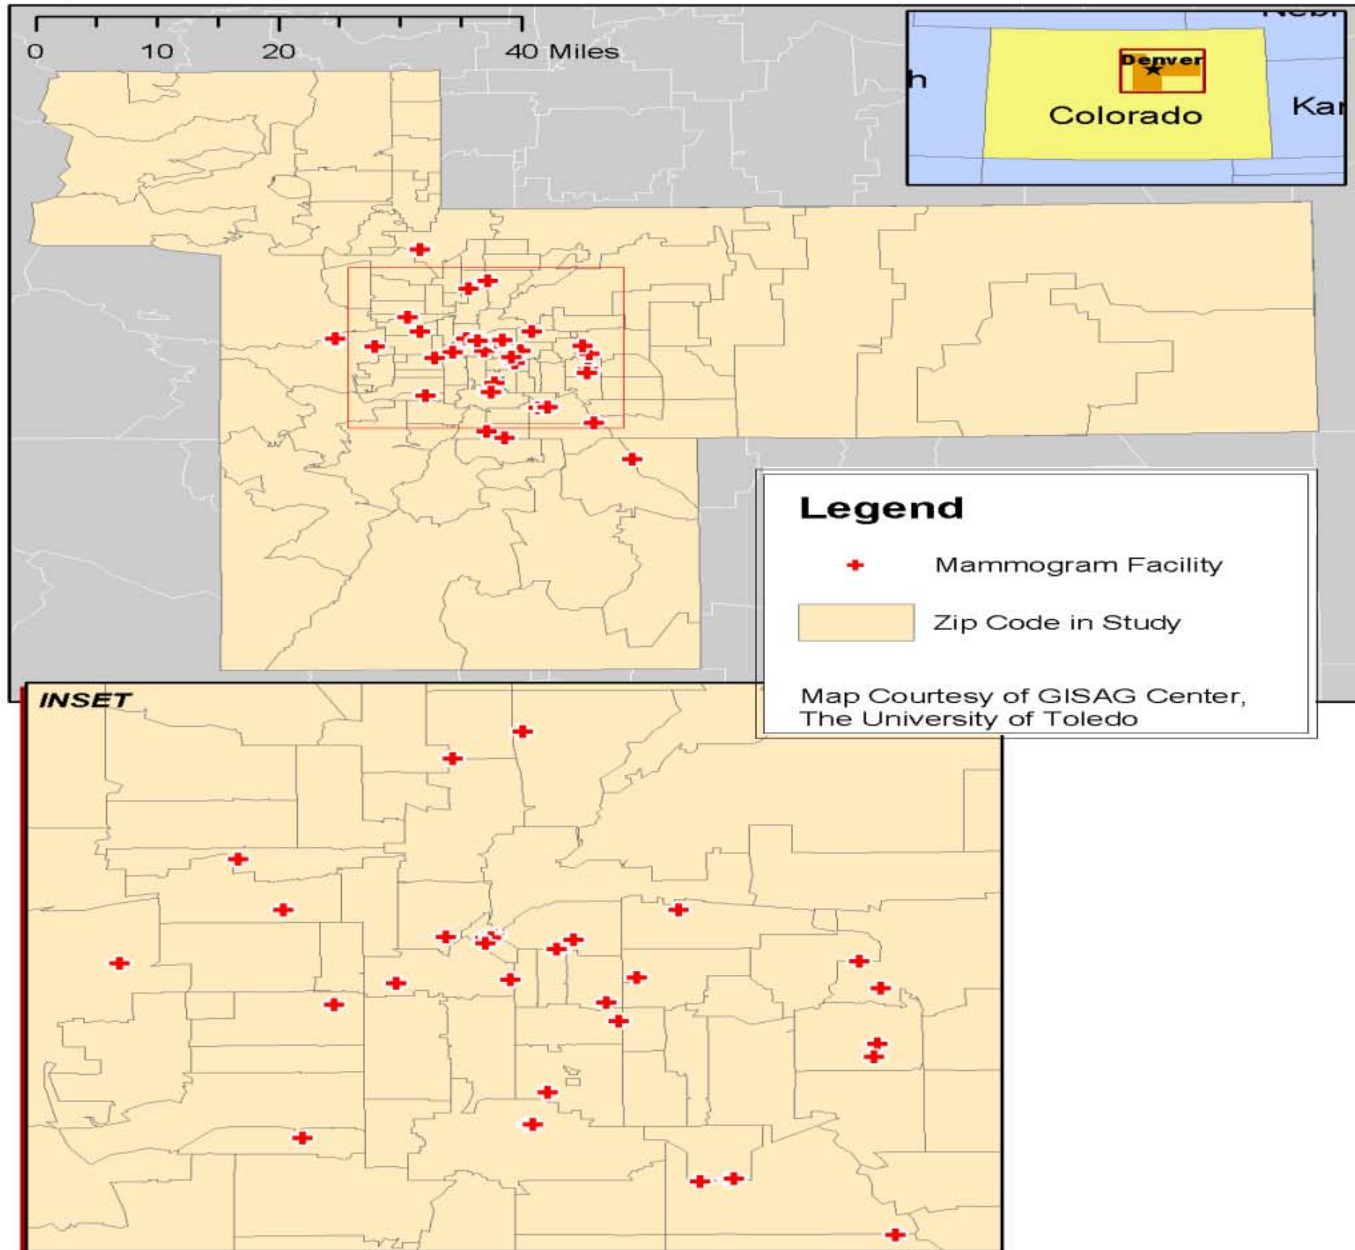 0 10 20 40 Miles
Denver
Colorado
Legend
Mammogram Facility
Zip Code in Study
Map Courtesy of GISAG Center,
The University of Toledo
INSET